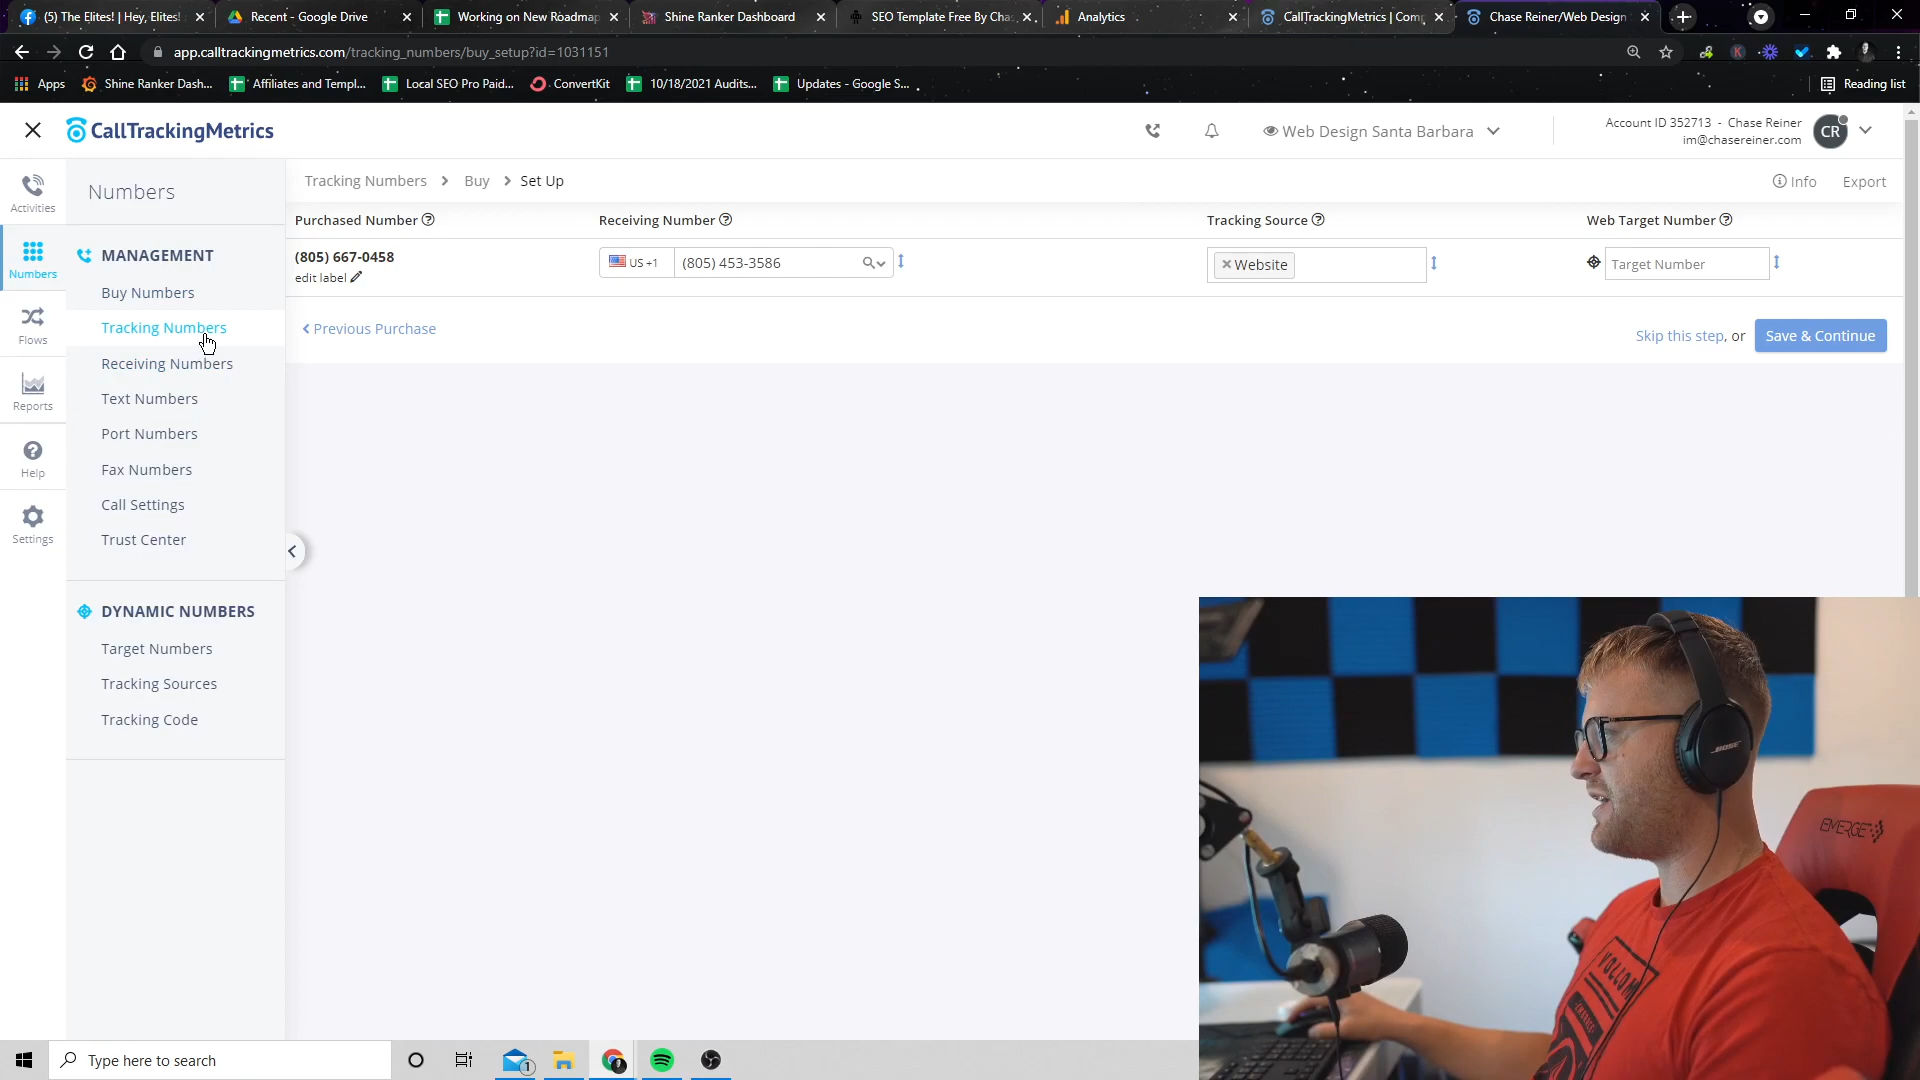 (5) The Elites! | Hey, Elites!
Recent - Google Drive
Working on New Roadmap
Shine Ranker Dashboard
SEO Template Free By Cha
Analytics
CallTrackingMetrics | Com
Chase Reiner/Web Design
app.calltrackingmetrics.com/tracking_numbers/buy_setup?id=1031151
Apps
Shine Ranker Dash...
Affiliates and Templ...
Local SEO Pro Paid...
ConvertKit
10/18/2021 Audits...
Updates - Google S...
Reading list
CallTrackingMetrics
Web Design Santa Barbara
Account ID 352713 - Chase Reiner
im@chasereiner.com
CR
Activities
Numbers
Flows
Reports
Help
Settings
Numbers
MANAGEMENT
Buy Numbers
Tracking Numbers
Receiving Numbers
Text Numbers
Port Numbers
Fax Numbers
Call Settings
Trust Center
DYNAMIC NUMBERS
Target Numbers
Tracking Sources
Tracking Code
Tracking Numbers > Buy > Set Up
Info
Export
Purchased Number
Receiving Number
Tracking Source
Web Target Number
(805) 667-0458
edit label
US +1
(805) 453-3586
× Website
Target Number
< Previous Purchase
Skip this step, or
Save & Continue
BOSE
EMERGE
VOLCOM
Type here to search
1